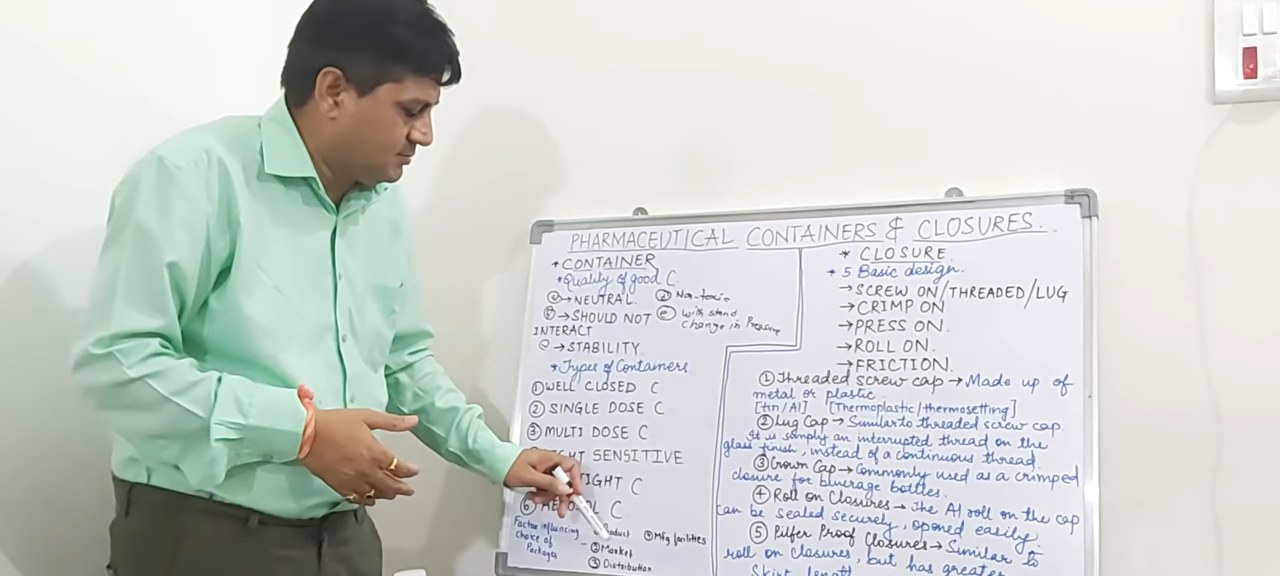 PHARMACEUTICAL CONTAINERS & CLOSURES.
* CONTAINER
* Quality of good C.
ⓐ→ NEUTRAL. ⓓ Non-toxic
ⓑ → SHOULD NOT INTERACT
ⓔ with stand change in Pressure
ⓒ → STABILITY.
* Types of Containers
① WELL CLOSED C.
② SINGLE DOSE C.
③ MULTI DOSE C.
SENSITIVE
C
⑥ C
Factor influencing choice of Packages
② Market
③ Distribution
④ Mfg facilities
* CLOSURE.
* 5 Basic design.
→ SCREW ON/THREADED/LUG
→ CRIMP ON
→ PRESS ON.
→ ROLL ON.
→ FRICTION.
① Threaded screw cap → Made up of
metal or plastic.
[tin/Al] [Thermoplastic/thermosetting]
② Lug Cap → Similar to threaded screw cap.
It is simply an interrupted thread on the
glass finish, instead of a continuous thread.
③ Crown Cap → Commonly used as a crimped
closure for bluerage bottles.
④ Roll on Closures → The Al roll on the cap
can be sealed securely, opened easily.
⑤ Pilfer Proof Closures → Similar to
roll on closures, but has greater
Skirt length